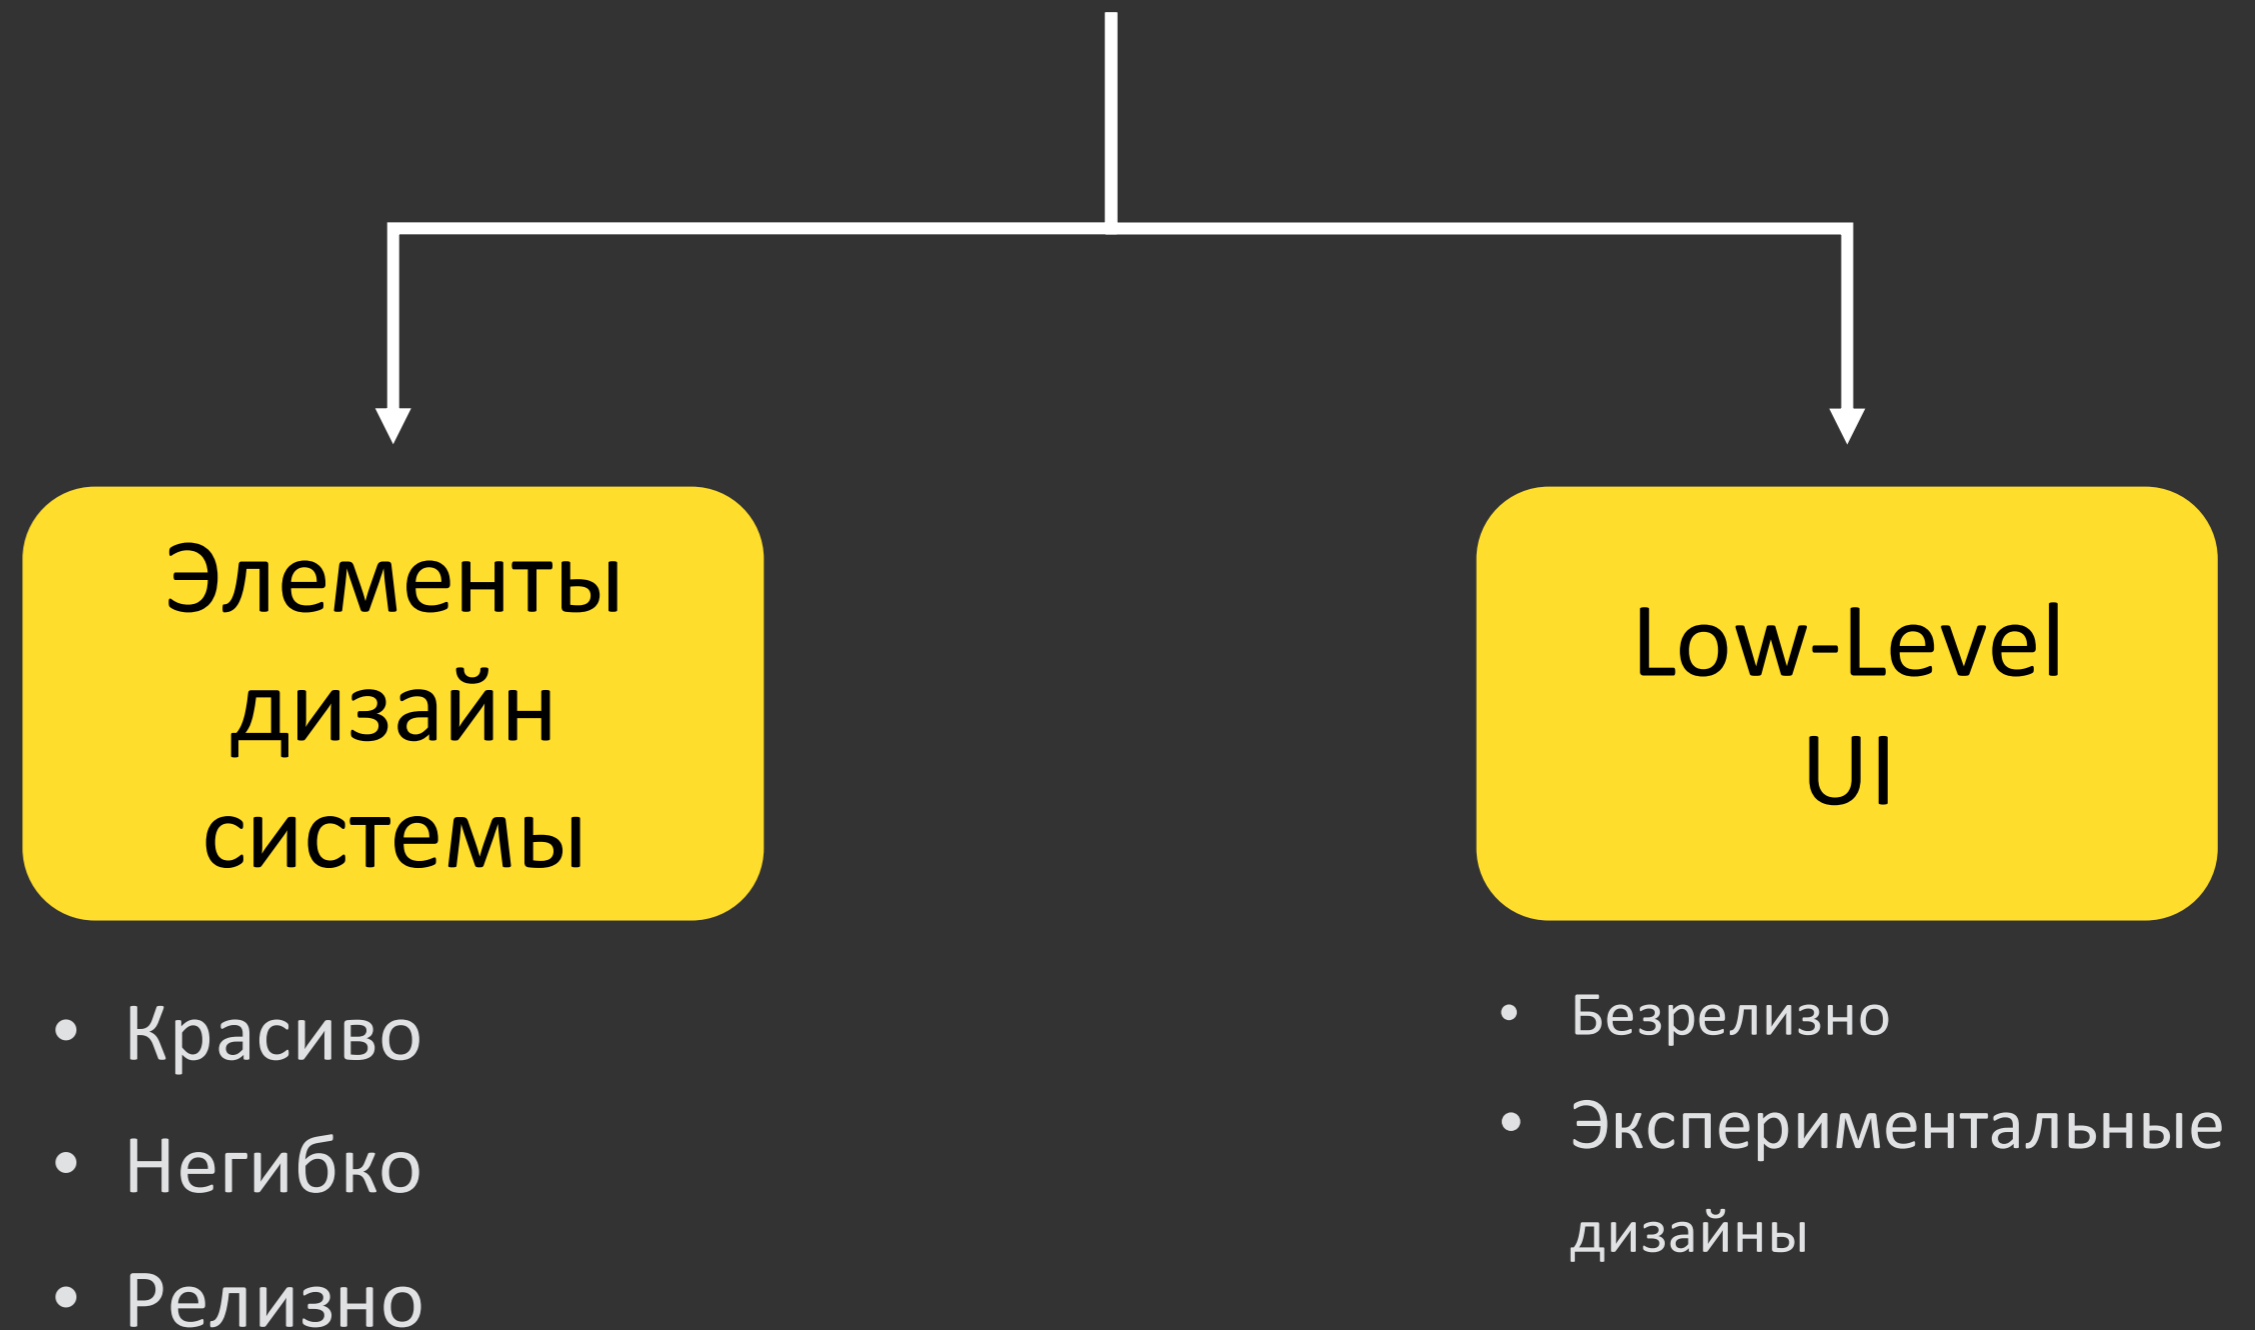 Элементы
дизайн
системы
• Красиво
• Негибко
• Релизно
Low-Level
UI
• Безрелизно
• Экспериментальные
дизайны